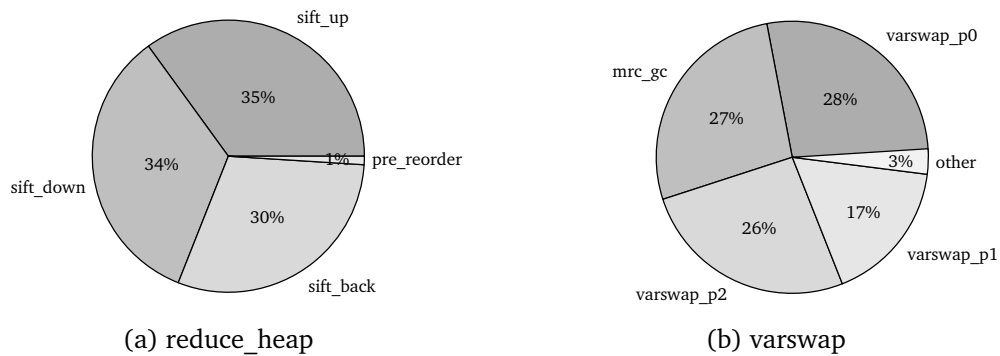 sift_up
35%
34%
sift_down
1%
pre_reorder
30%
sift_back
(a) reduce_heap
varswap_p0
mrc_gc
28%
27%
3%
other
17%
26%
varswap_p1
varswap_p2
(b) varswap